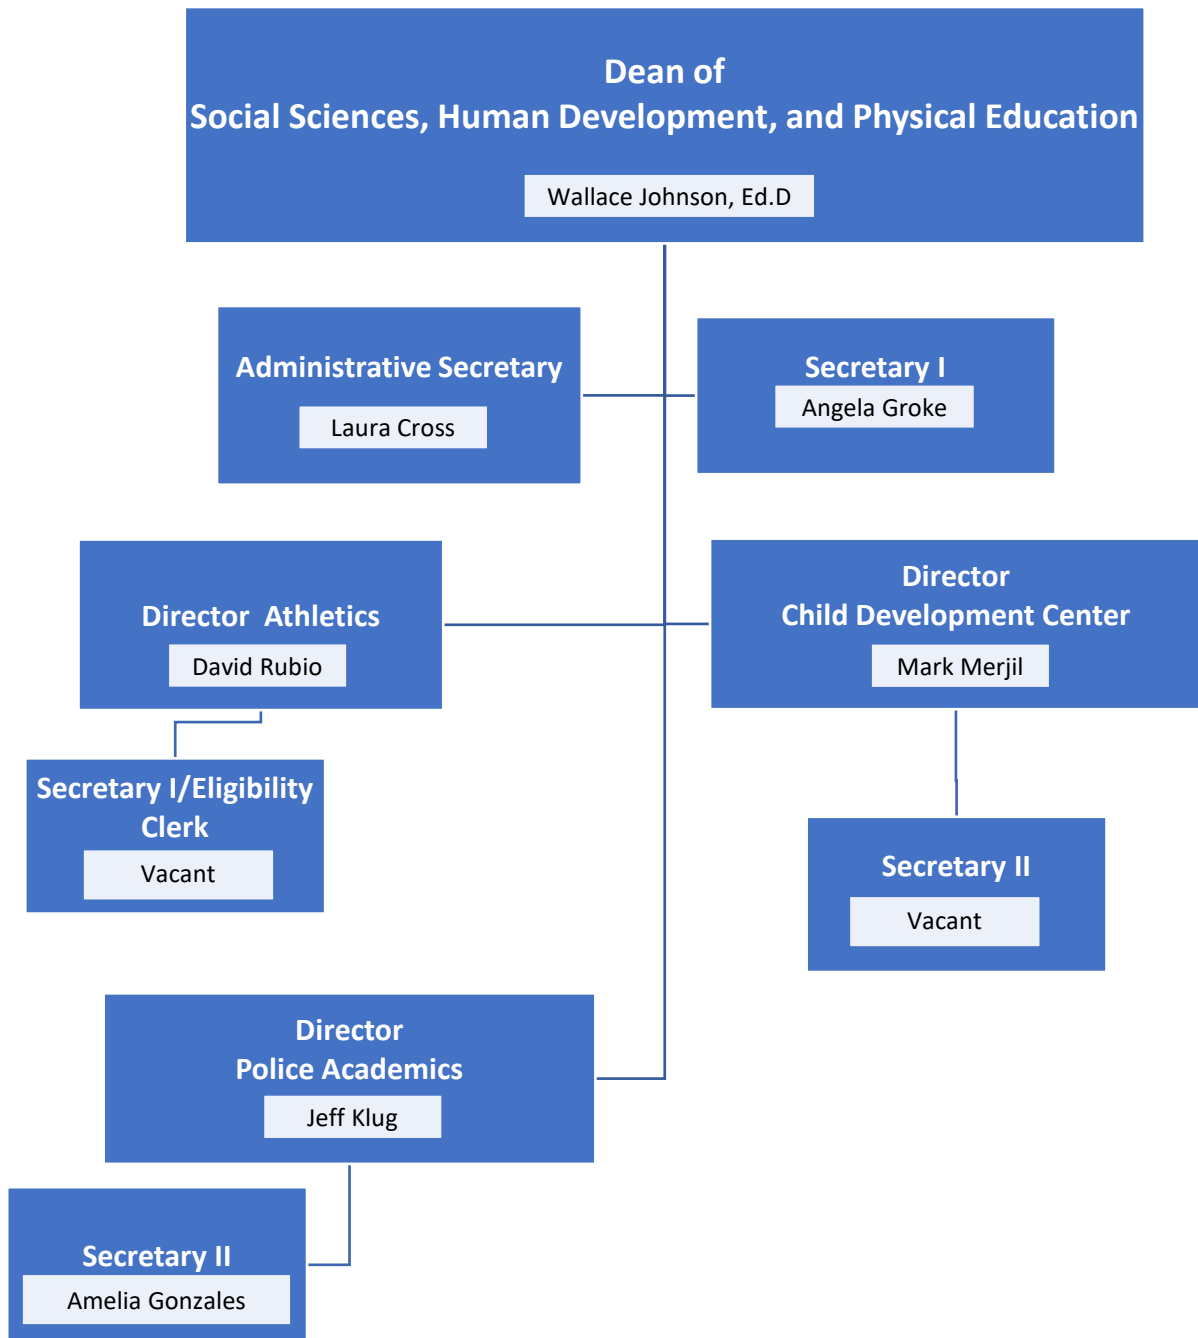 Dean of
Social Sciences, Human Development, and Physical Education
Wallace Johnson, Ed.D
Administrative Secretary
Laura Cross
Secretary I
Angela Groke
Director  Athletics
David Rubio
Director
Child Development Center
Mark Merjil
Secretary I/Eligibility
Clerk
Vacant
Secretary II
Vacant
Director
Police Academics
Jeff Klug
Secretary II
Amelia Gonzales